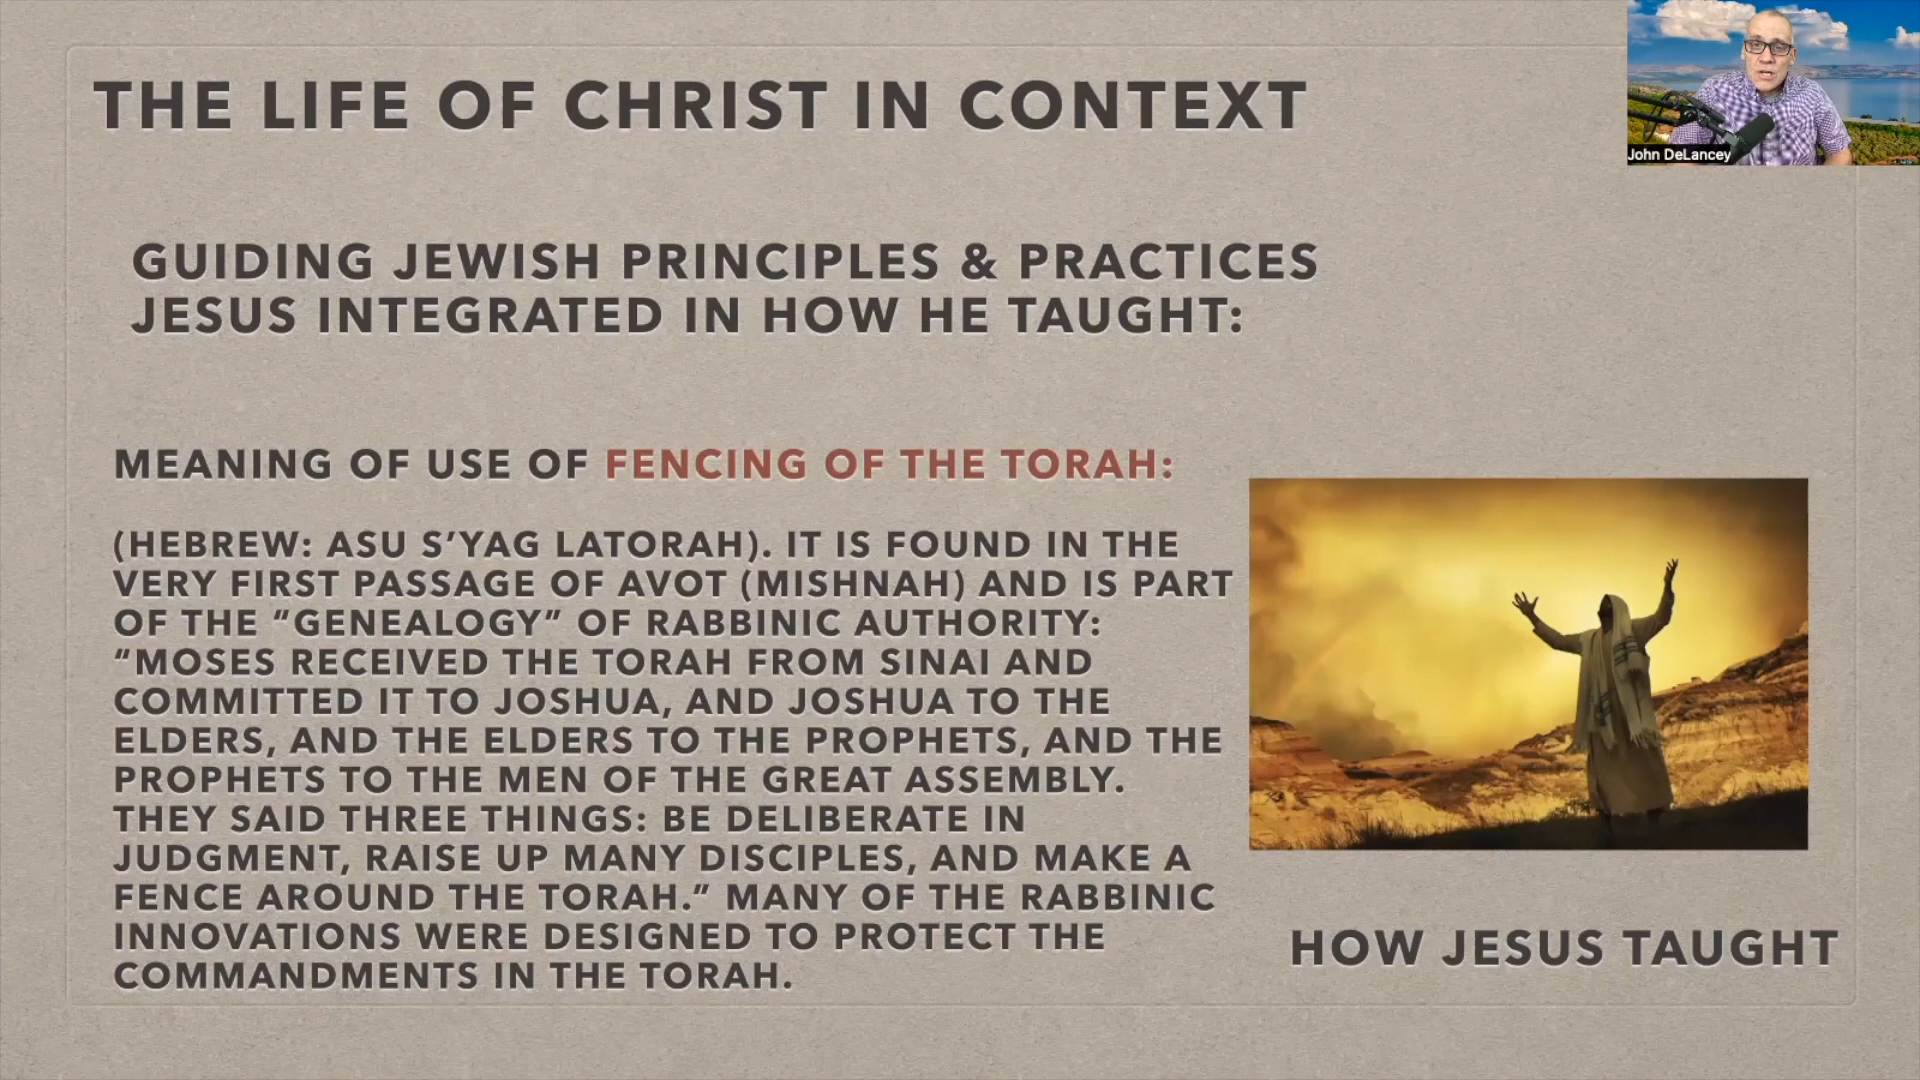 THE LIFE OF CHRIST IN CONTEXT
John DeLancey
GUIDING JEWISH PRINCIPLES & PRACTICES
JESUS INTEGRATED IN HOW HE TAUGHT:
MEANING OF USE OF FENCING OF THE TORAH:
(HEBREW: ASU S’YAG LATORAH). IT IS FOUND IN THE
VERY FIRST PASSAGE OF AVOT (MISHNAH) AND IS PART
OF THE “GENEALOGY” OF RABBINIC AUTHORITY:
“MOSES RECEIVED THE TORAH FROM SINAI AND
COMMITTED IT TO JOSHUA, AND JOSHUA TO THE
ELDERS, AND THE ELDERS TO THE PROPHETS, AND THE
PROPHETS TO THE MEN OF THE GREAT ASSEMBLY.
THEY SAID THREE THINGS: BE DELIBERATE IN
JUDGMENT, RAISE UP MANY DISCIPLES, AND MAKE A
FENCE AROUND THE TORAH.” MANY OF THE RABBINIC
INNOVATIONS WERE DESIGNED TO PROTECT THE
COMMANDMENTS IN THE TORAH.
HOW JESUS TAUGHT